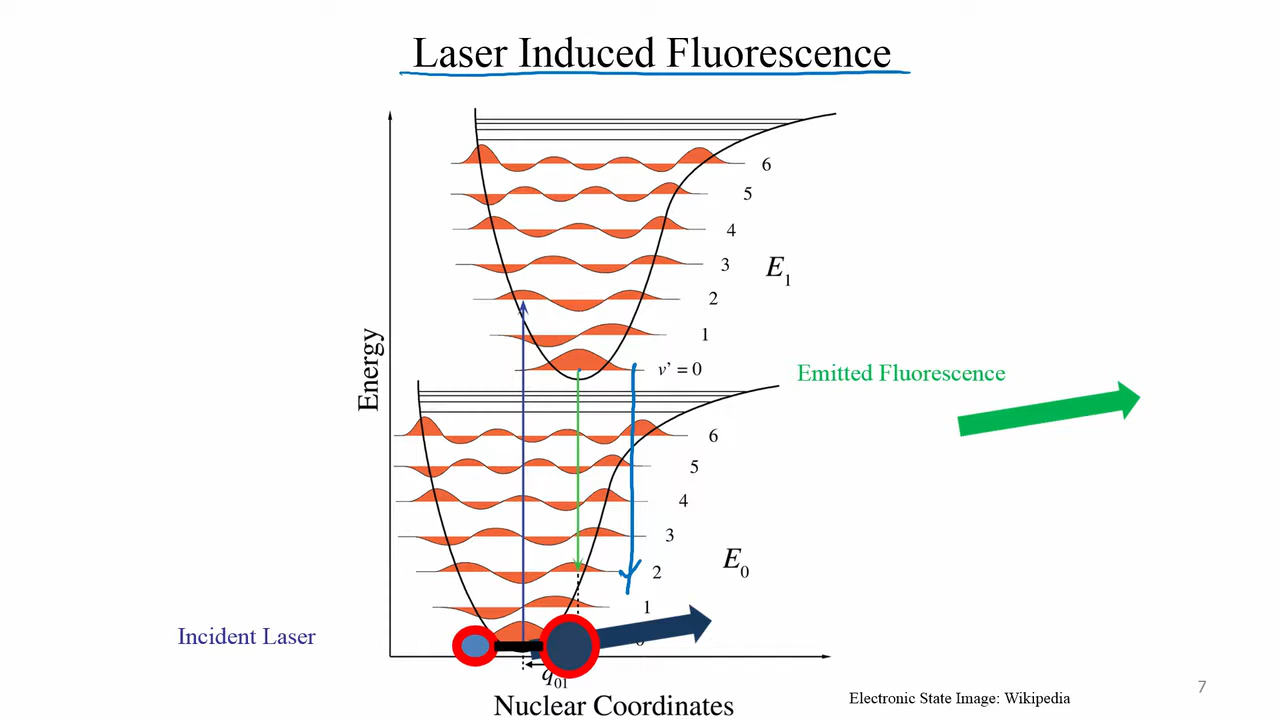 Laser Induced Fluorescence
6
5
4
3
E1
2
1
v' = 0
Energy
Emitted Fluorescence
6
5
4
3
E0
2
1
Incident Laser
q01
Nuclear Coordinates
Electronic State Image: Wikipedia
7